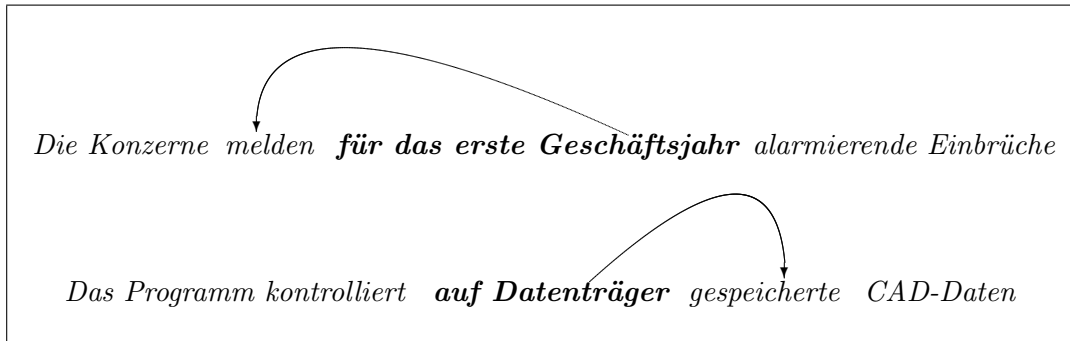 Die Konzerne melden für das erste Geschäftsjahr alarmierende Einbrüche
Das Programm kontrolliert auf Datenträger gespeicherte CAD-Daten